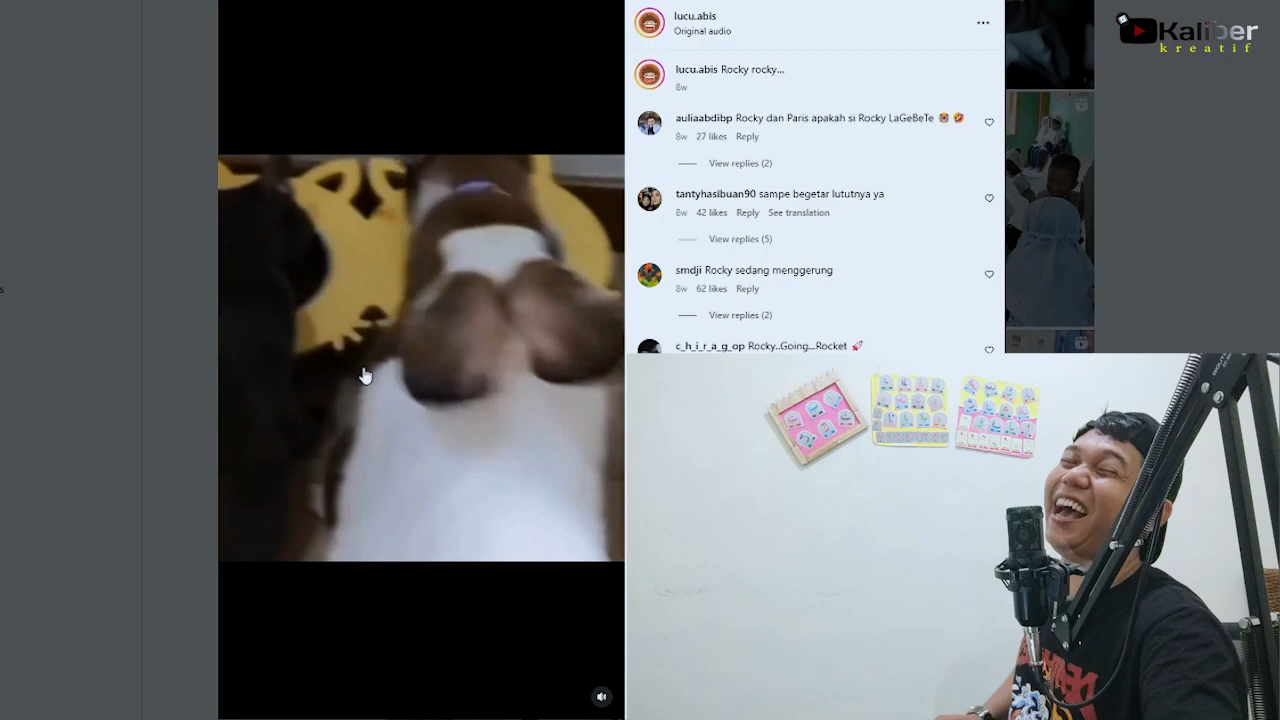 lucu.abis
Original audio
lucu.abis Rocky rocky...
8w
auliaabdibp Rocky dan Paris apakah si Rocky LaGeBeTe
8w 27 likes Reply
View replies (2)
tantyhasibuan90 sampe begetar lututnya ya
8w 42 likes Reply See translation
View replies (5)
smdji Rocky sedang menggerung
8w 62 likes Reply
View replies (2)
c_h_i_r_a_g_op Rocky..Going...Rocket 🚀
Kaliber
kreatif
s